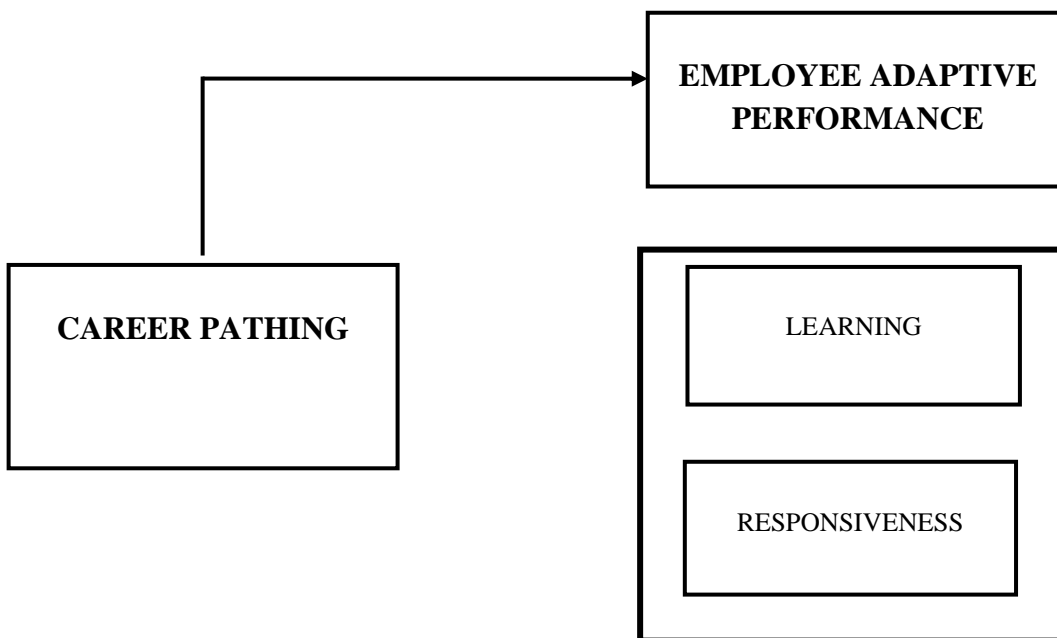 EMPLOYEE ADAPTIVE
PERFORMANCE
CAREER PATHING
LEARNING
RESPONSIVENESS